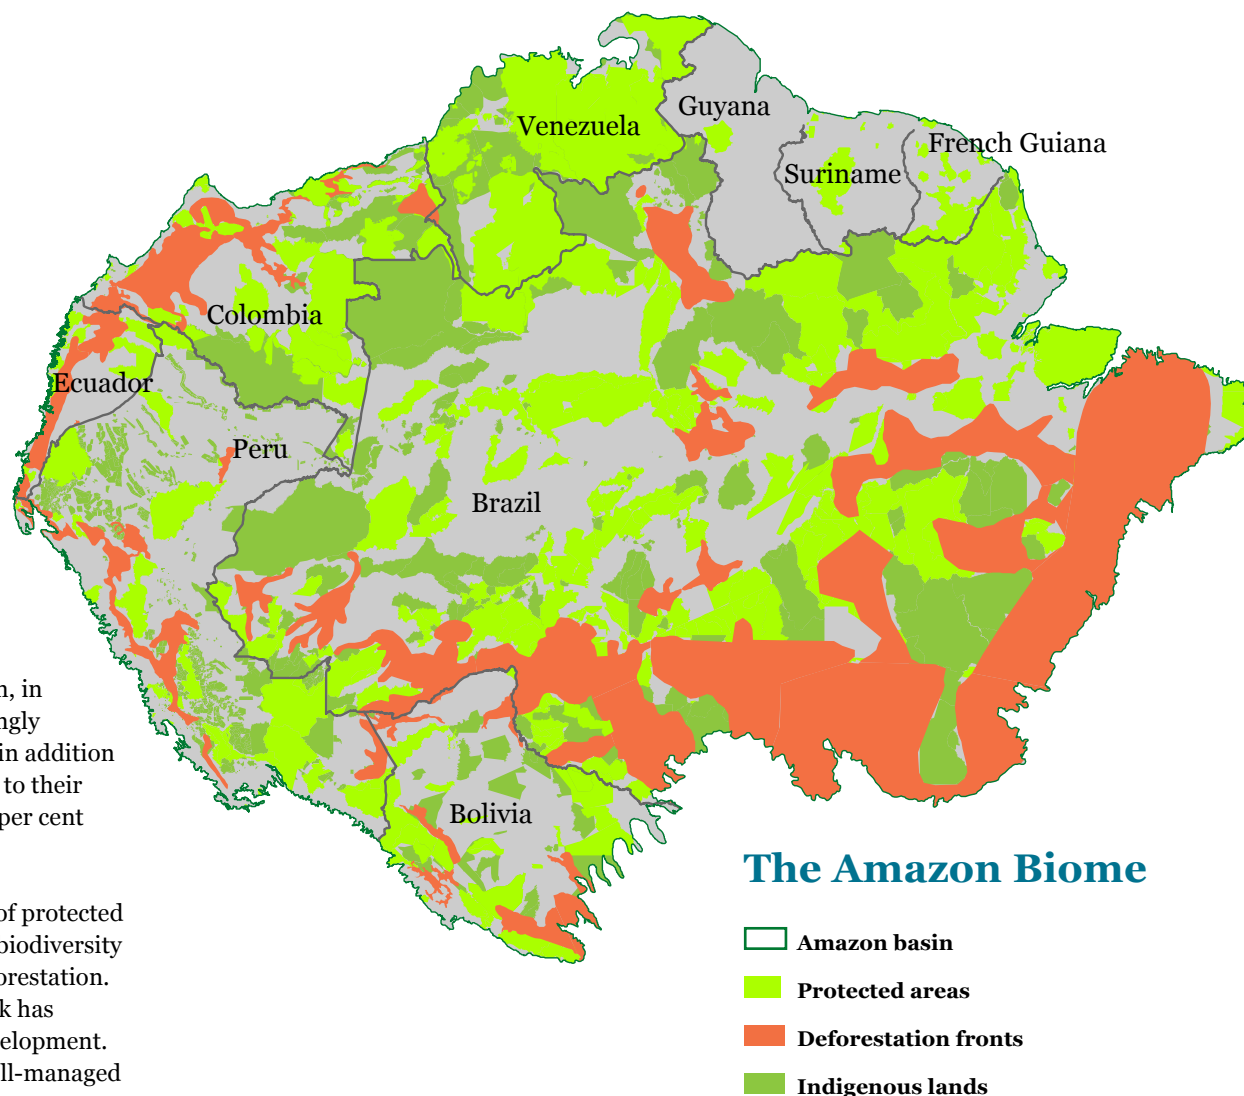 Guyana
Venezuela
French Guiana
Suriname
Colombia
Ecuador
Peru
Brazil
Bolivia
, in
ngly
in addition
to their
per cent
of protected
biodiversity
orestation.
k has
elopment.
ll-managed
The Amazon Biome
Amazon basin
Protected areas
Deforestation fronts
Indigenous lands